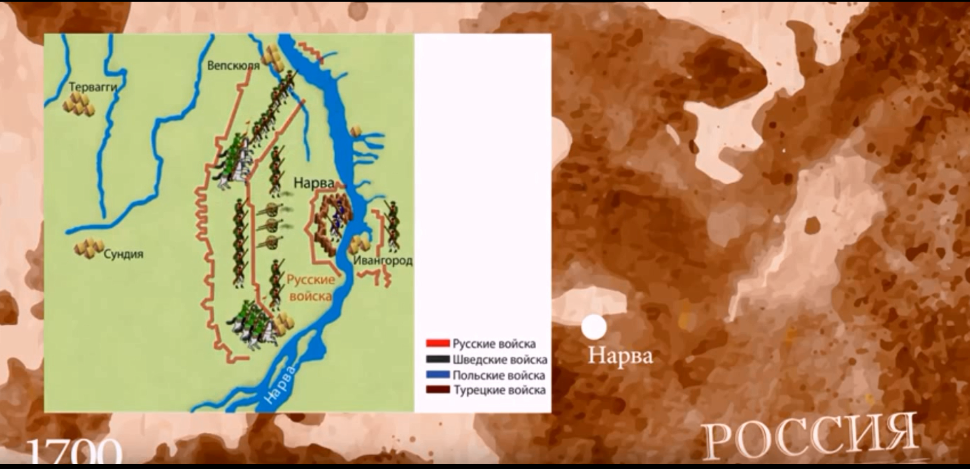 Вепскюля
Тервагги
Нарва
Сундия
Ивангород
Русские
войска
Нарва
Русские войска
Шведские войска
Польские войска
Турецкие войска
Нарва
1700
РОССИЯ